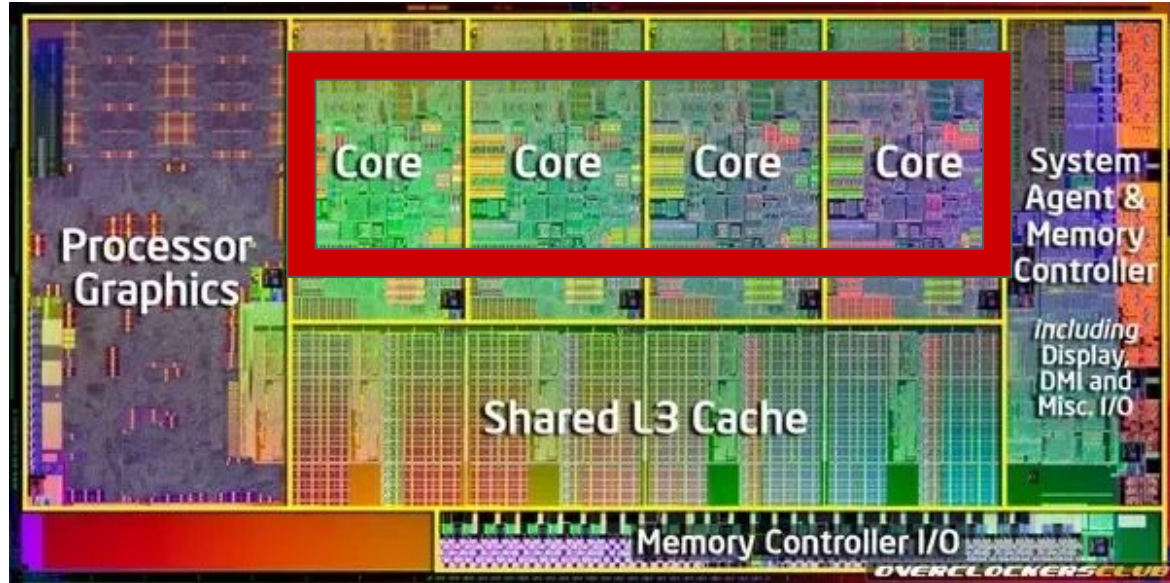 Processor
Graphics
Core
Core
Core
Core
System
Agent &
Memory
Controller
including
Display,
DMI and
Misc. I/O
Shared L3 Cache
Memory Controller I/O
OVERCLOCKERSCLUB